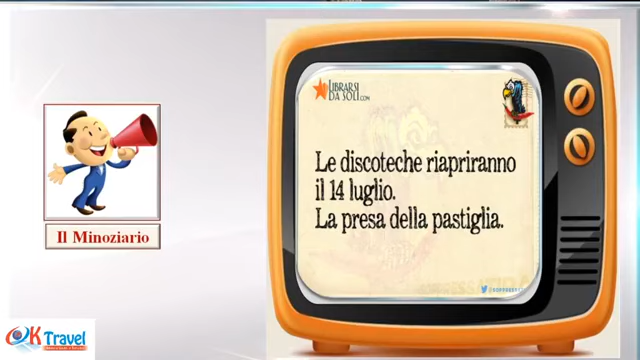 LIBRARSI
DA SOLI.COM
Le discoteche riapriranno
il 14 luglio.
La presa della pastiglia.
Il Minoziario
OK Travel